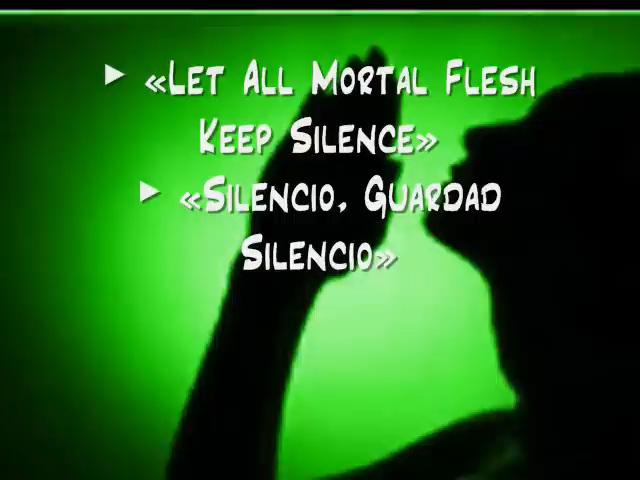 ► «Let All Mortal Flesh
Keep Silence»
► «Silencio, Guardad
Silencio»